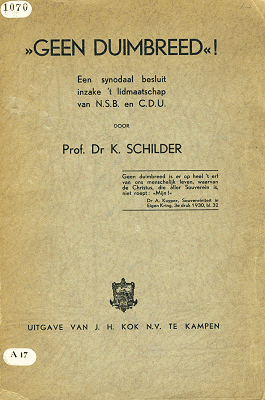 1070
»GEEN DUIMBREED«!
Een synodaal besluit
inzake 't lidmaatschap
van N.S.B. en C.D.U.
DOOR
Prof. Dr K. SCHILDER
Geen duimbreed is er op heel 't erf
van ons menschelijk leven, waarvan
de Christus, die áller Souverein is,
niet roept: »Mijn!«
Dr A. Kuyper, Souvereiniteit in
Eigen Kring, 3e druk 1930, bl. 32
UITGAVE VAN J. H. KOK N.V. TE KAMPEN
A 17